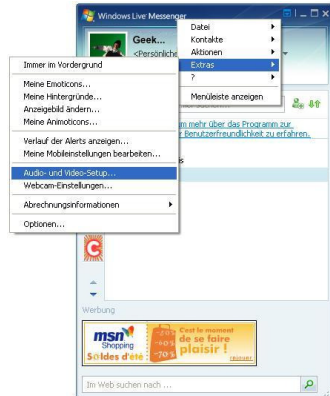 Windows Live Messenger
Geek...
<Persönliche
Datei
Kontakte
Aktionen
Extras
?
Menüleiste anzeigen
Immer im Vordergrund
Meine Emoticons...
Meine Hintergründe...
Anzeigebild ändern...
Meine Animoticons...
Verlauf der Alerts anzeigen...
Meine Mobileinstellungen bearbeiten...
Audio- und Video-Setup...
Webcam-Einstellungen...
Abrechnungsinformationen
Optionen...
um mehr über das Programm zur
Benutzerfreundlichkeit zu erfahren.
Werbung
msn
Shopping
Soldes d'été
-50%
-70%
C'est le moment
de se faire
plaisir !
Im Web suchen nach ...